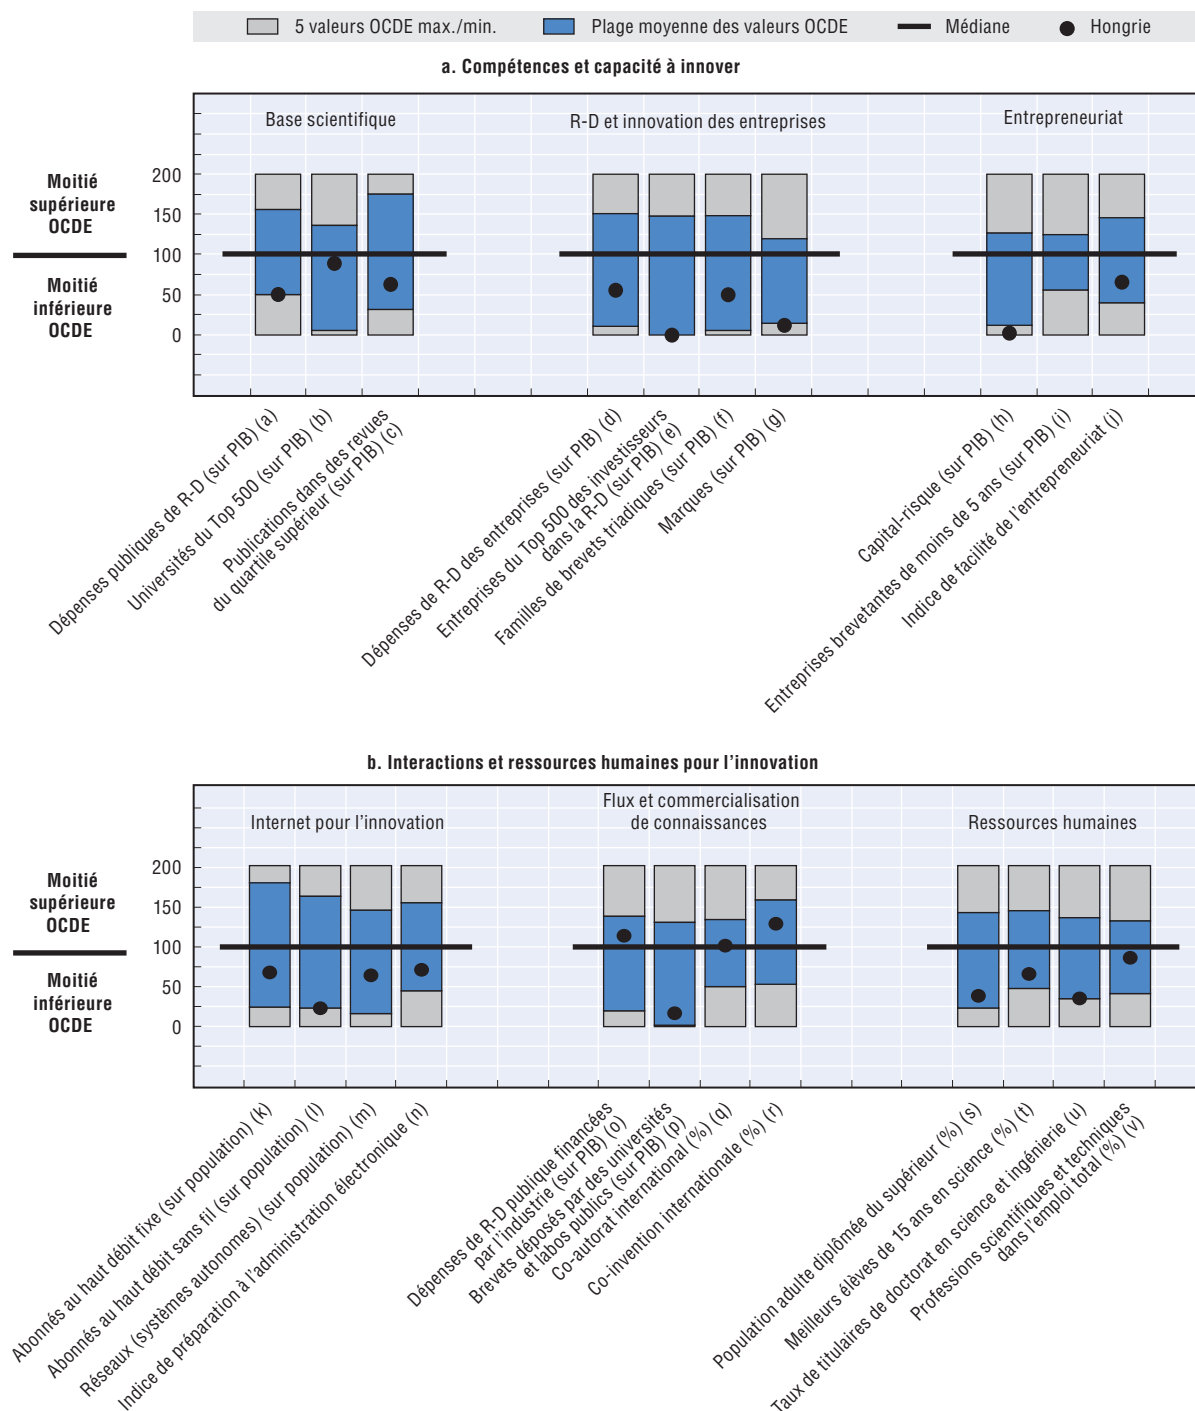 5 valeurs OCDE max./min.
Plage moyenne des valeurs OCDE
Médiane
Hongrie
a. Compétences et capacité à innover
Base scientifique
R-D et innovation des entreprises
Entrepreneuriat
Moitié
supérieure
OCDE
Moitié
inférieure
OCDE
200
150
100
50
0
Dépenses publiques de R-D (sur PIB) (a)
Universités du Top 500 (sur PIB) (b)
Publications dans des revues
du quartile supérieur (sur PIB) (c)
Dépenses de R-D des entreprises (sur PIB) (d)
Entreprises du Top 500 des investisseurs
dans la R-D (sur PIB) (e)
Familles de brevets triadiques (sur PIB) (f)
Marques (sur PIB) (g)
Capital-risque (sur PIB) (h)
Entreprises brevetantes de moins de 5 ans (sur PIB) (i)
Indice de facilité de l'entrepreneuriat (j)
b. Interactions et ressources humaines pour l'innovation
Internet pour l'innovation
Flux et commercialisation
de connaissances
Ressources humaines
Moitié
supérieure
OCDE
Moitié
inférieure
OCDE
200
150
100
50
0
Abonnés au haut débit fixe (sur population) (k)
Abonnés au haut débit sans fil (sur population) (l)
Réseaux (systèmes autonomes) (sur population) (m)
Indice de préparation à l'administration électronique (n)
Dépenses de R-D publique financées
par l'industrie (sur PIB) (o)
Brevets déposés par des universités
et labos publics (sur PIB) (p)
Co-autorat international (%) (q)
Co-invention internationale (%) (r)
Population adulte diplômée du supérieur (%) (s)
Meilleurs élèves de 15 ans en science (%) (t)
Taux de titulaires de doctorat en science et ingénierie (u)
Professions scientifiques et techniques
dans l'emploi total (%) (v)